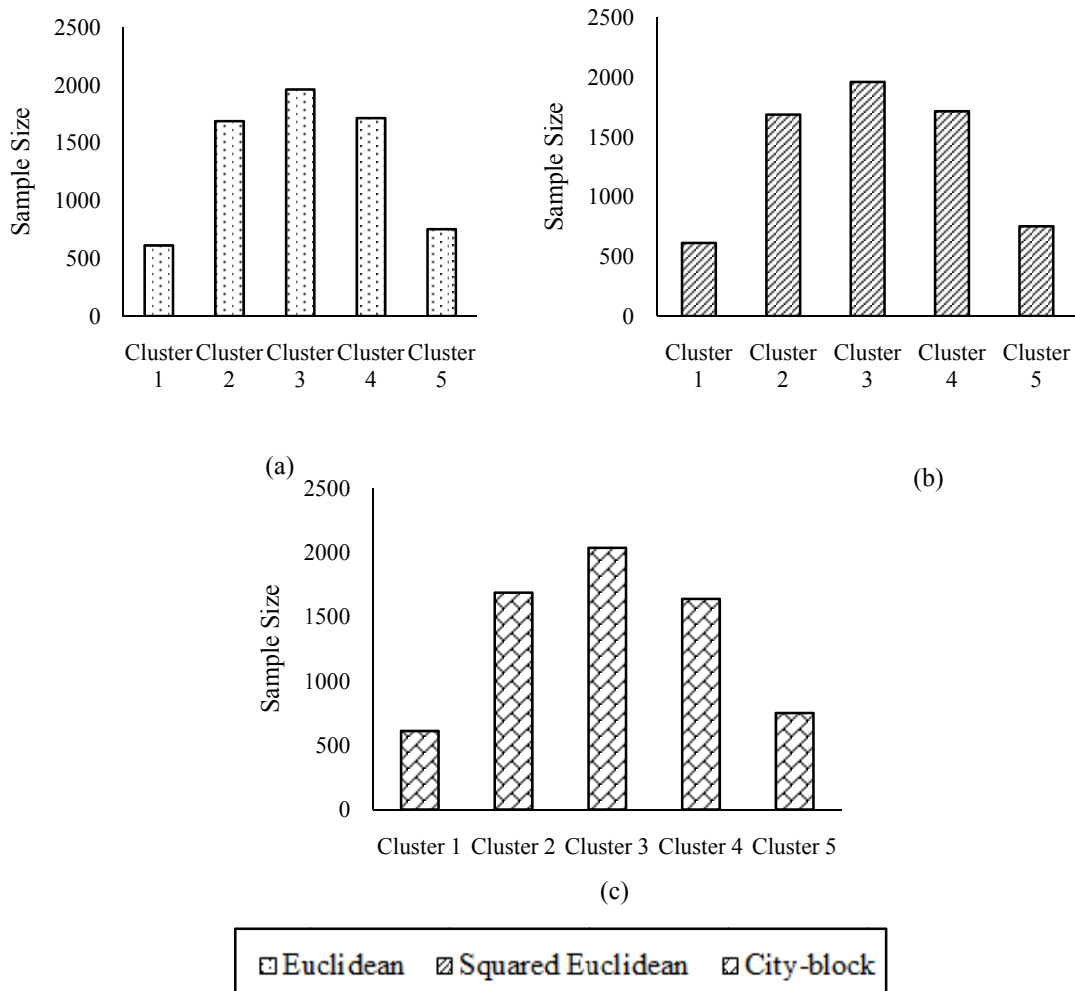 2500
2000
1500
1000
500
0
Sample Size
Cluster 1
Cluster 2
Cluster 3
Cluster 4
Cluster 5
(a)
2500
2000
1500
1000
500
0
Sample Size
Cluster 1
Cluster 2
Cluster 3
Cluster 4
Cluster 5
(b)
2500
2000
1500
1000
500
0
Sample Size
Cluster 1 Cluster 2 Cluster 3 Cluster 4 Cluster 5
(c)
Euclidean Squared Euclidean City-block